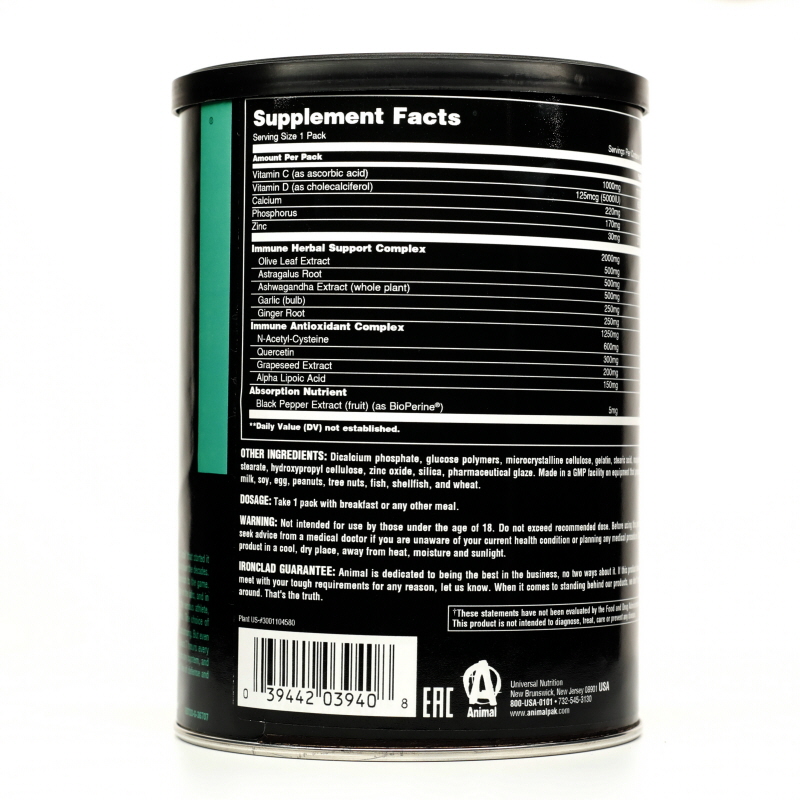 Supplement Facts
Serving Size 1 Pack
Servings Per
Amount Per Pack
Vitamin C (as ascorbic acid) 1000mg
Vitamin D (as cholecalciferol) 125mcg (5000IU)
Calcium 220mg
Phosphorus 170mg
Zinc 30mg
Immune Herbal Support Complex 2000mg
Olive Leaf Extract 500mg
Astragalus Root 500mg
Ashwagandha Extract (whole plant) 500mg
Garlic (bulb) 250mg
Ginger Root 250mg
Immune Antioxidant Complex 1250mg
N-Acetyl-Cysteine 600mg
Quercetin 300mg
Grapeseed Extract 200mg
Alpha Lipoic Acid 150mg
Absorption Nutrient
Black Pepper Extract (fruit) (as BioPerine®) 5mg
**Daily Value (DV) not established.
OTHER INGREDIENTS: Dicalcium phosphate, glucose polymers, microcrystalline cellulose, gelatin, stearic acid,
stearate, hydroxypropyl cellulose, zinc oxide, silica, pharmaceutical glaze. Made in a GMP facility on equipment
milk, soy, egg, peanuts, tree nuts, fish, shellfish, and wheat.
DOSAGE: Take 1 pack with breakfast or any other meal.
WARNING: Not intended for use by those under the age of 18. Do not exceed recommended dose. Before
seek advice from a medical doctor if you are unaware of your current health condition or planning any medical
product in a cool, dry place, away from heat, moisture and sunlight.
IRONCLAD GUARANTEE: Animal is dedicated to being the best in the business, no two ways about it. If this
meet with your tough requirements for any reason, let us know. When it comes to standing behind our products,
around. That's the truth.
†These statements have not been evaluated by the Food and Drug
This product is not intended to diagnose, treat, cure or prevent any
Plant US-#3001104580
0 39442 03940 8
EAC
A
Animal
Universal Nutrition
New Brunswick, New Jersey 08901 USA
800-USA-0101 • 732-545-3130
www.animalpak.com